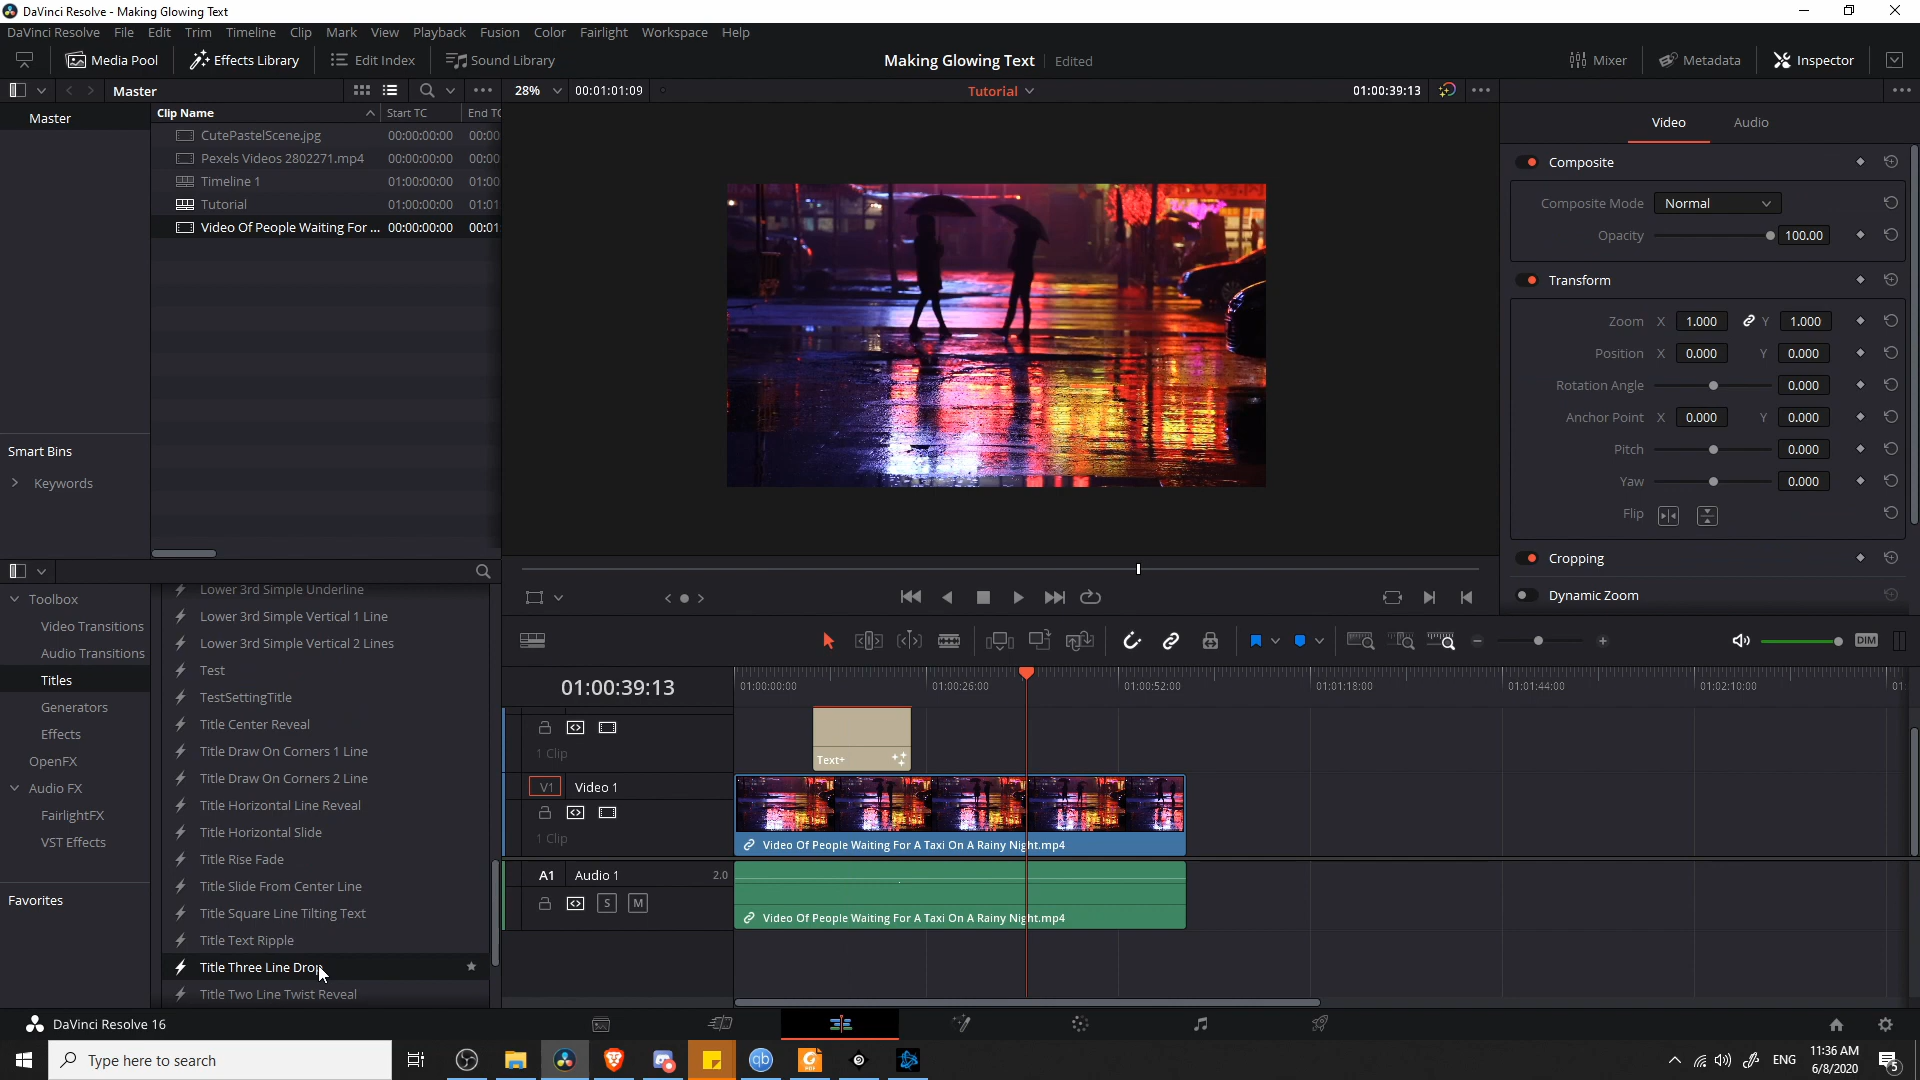 DaVinci Resolve - Making Glowing Text
DaVinci Resolve File Edit Trim Timeline Clip Mark View Playback Fusion Color Fairlight Workspace Help
Media Pool Effects Library Edit Index Sound Library Making Glowing Text Edited Mixer Metadata Inspector
Master 28% 00:01:01:09 Tutorial 01:00:39:13
Master
Clip Name Start TC End TC
CutePastelScene.jpg 00:00:00:00 00:00
Pexels Videos 2802271.mp4 00:00:00:00 00:00
Timeline 1 01:00:00:00 01:00
Tutorial 01:00:00:00 01:01
Video Of People Waiting For ... 00:00:00:00 00:01
Smart Bins
Keywords
Video Audio
Composite
Composite Mode Normal
Opacity 100.00
Transform
Zoom X 1.000 Y 1.000
Position X 0.000 Y 0.000
Rotation Angle 0.000
Anchor Point X 0.000 Y 0.000
Pitch 0.000
Yaw 0.000
Flip
Cropping
Dynamic Zoom
Toolbox
Video Transitions
Audio Transitions
Titles
Generators
Effects
OpenFX
Audio FX
FairlightFX
VST Effects
Favorites
Lower 3rd Simple Underline
Lower 3rd Simple Vertical 1 Line
Lower 3rd Simple Vertical 2 Lines
Test
TestSettingTitle
Title Center Reveal
Title Draw On Corners 1 Line
Title Draw On Corners 2 Line
Title Horizontal Line Reveal
Title Horizontal Slide
Title Rise Fade
Title Slide From Center Line
Title Square Line Tilting Text
Title Text Ripple
Title Three Line Drop
Title Two Line Twist Reveal
DIM
01:00:39:13 01:00:00:00 01:00:26:00 01:00:52:00 01:01:18:00 01:01:44:00 01:02:10:00 01
1 Clip
Text+
V1 Video 1
1 Clip
Video Of People Waiting For A Taxi On A Rainy Night.mp4
A1 Audio 1 2.0
S M
Video Of People Waiting For A Taxi On A Rainy Night.mp4
DaVinci Resolve 16
Type here to search
qb
ENG
11:36 AM
6/8/2020
5